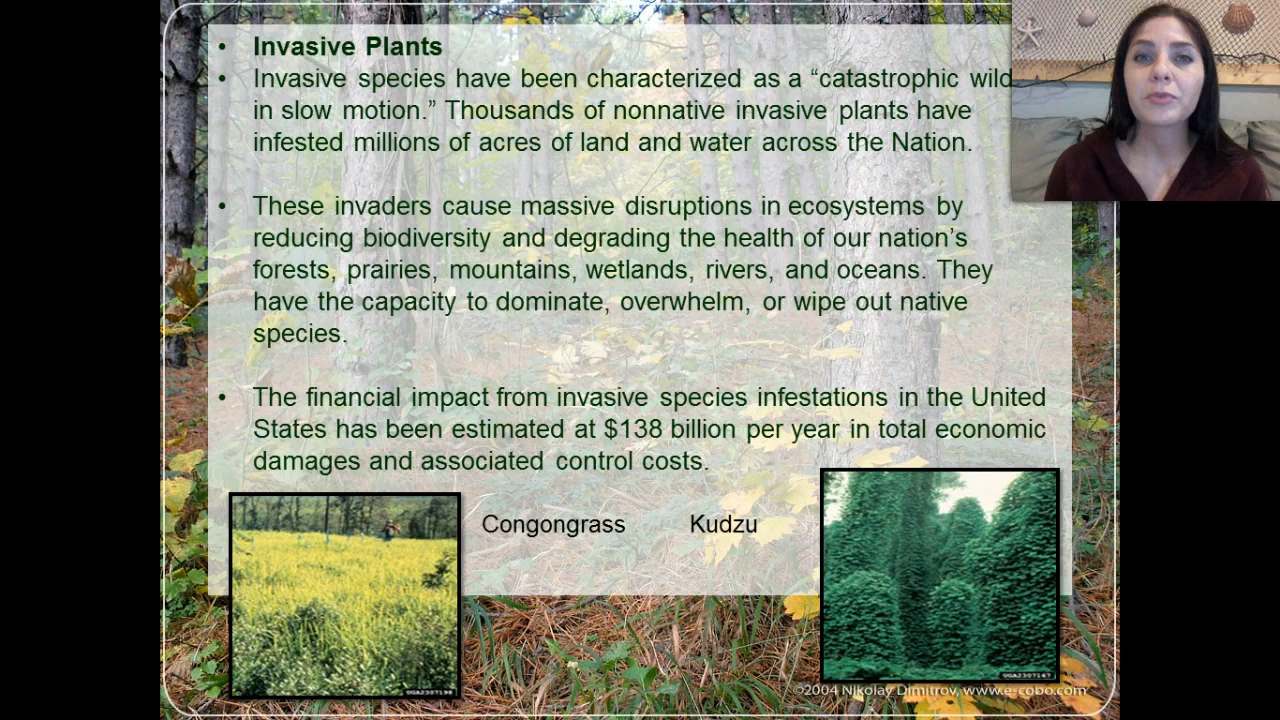 • Invasive Plants
• Invasive species have been characterized as a “catastrophic wild
in slow motion.” Thousands of nonnative invasive plants have
infested millions of acres of land and water across the Nation.
• These invaders cause massive disruptions in ecosystems by
reducing biodiversity and degrading the health of our nation’s
forests, prairies, mountains, wetlands, rivers, and oceans. They
have the capacity to dominate, overwhelm, or wipe out native
species.
• The financial impact from invasive species infestations in the United
States has been estimated at $138 billion per year in total economic
damages and associated control costs.
Congongrass Kudzu
UGA2307167
UGA2307198
©2004 Nikolay Dimitrov, www.e-cobo.com